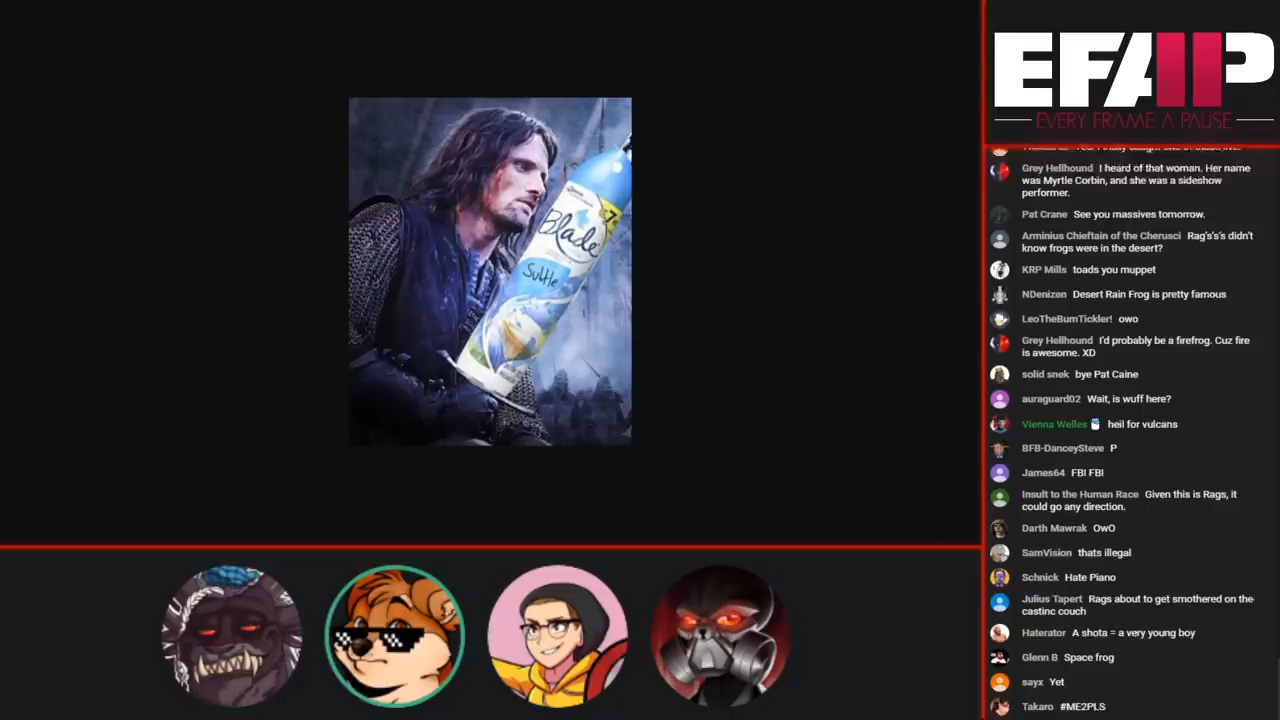 EFAP
EVERY FRAME A PAUSE
Glade
Subtle
7
Grey Hellhound I heard of that woman. Her name
was Myrtle Corbin, and she was a sideshow
performer.
Pat Crane See you massives tomorrow.
Arminius Chieftain of the Cherusci Rag's's's didn't
know frogs were in the desert?
KRP Mills toads you muppet
NDenizen Desert Rain Frog is pretty famous
LeoTheBumTickler! owo
Grey Hellhound I'd probably be a firefrog. Cuz fire
is awesome. XD
solid snek bye Pat Caine
auraguard02 Wait, is wuff here?
Vienna Welles heil for vulcans
BFB-DanceySteve P
James64 FBI FBI
Insult to the Human Race Given this is Rags, it
could go any direction.
Darth Mawrak OwO
SamVision thats illegal
Schnick Hate Piano
Julius Tapert Rags about to get smothered on the
casting couch
Haterator A shota = a very young boy
Glenn B Space frog
sayx Yet
Takaro #ME2PLS